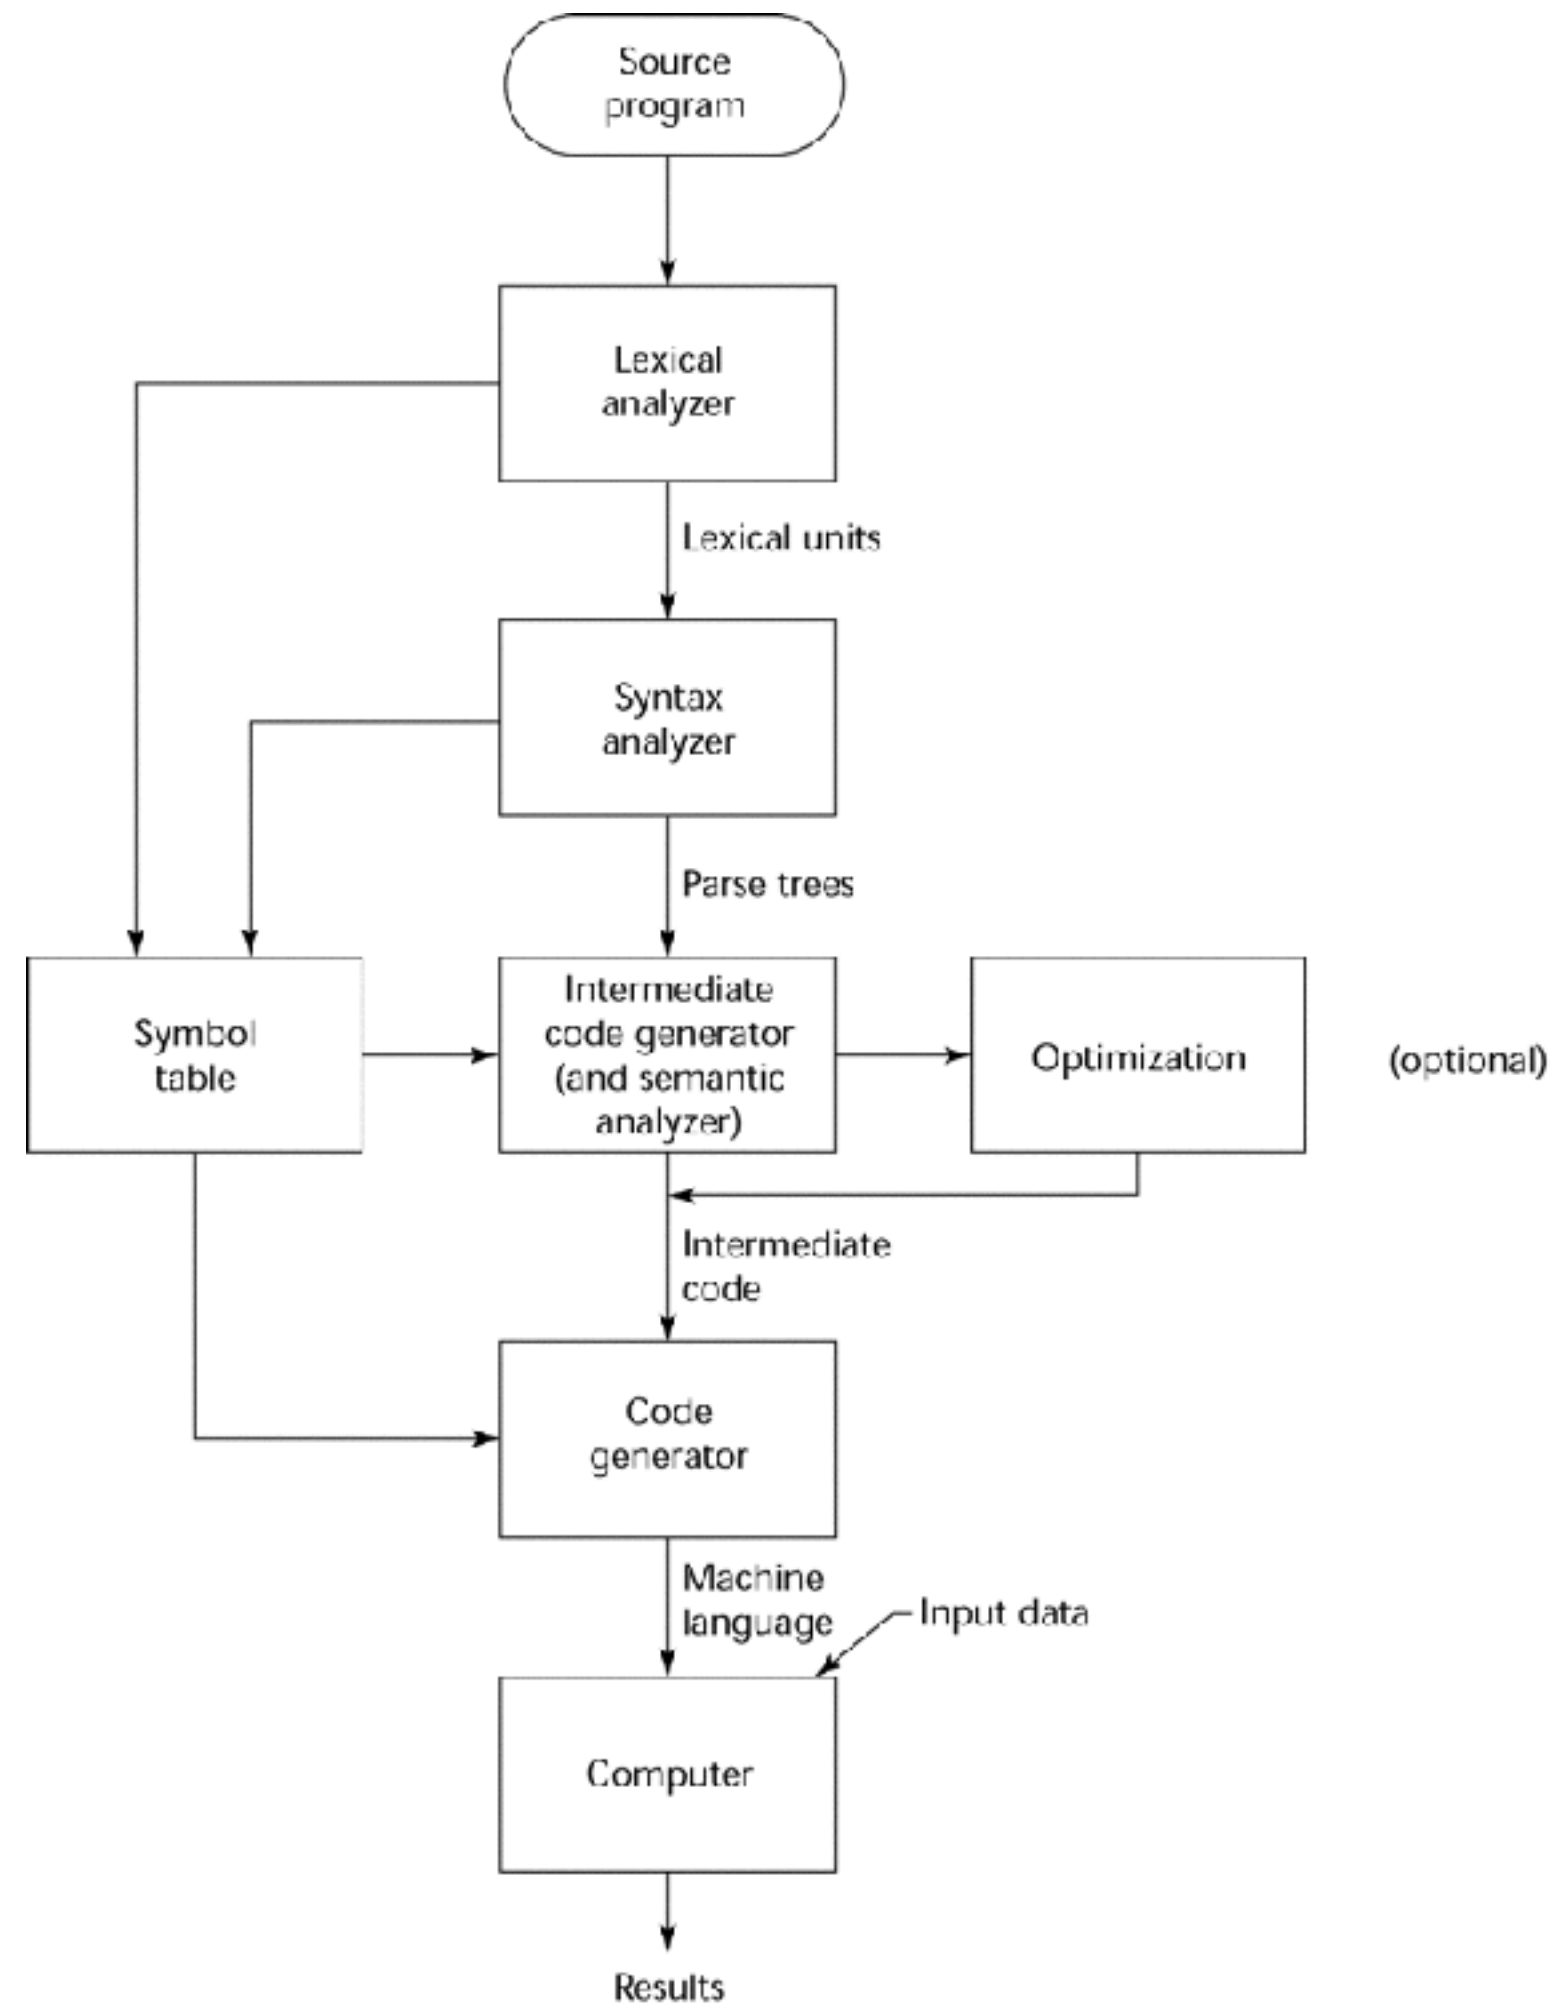 Source
program
Lexical
analyzer
Lexical units
Syntax
analyzer
Parse trees
Symbol
table
Intermediate
code generator
(and semantic
analyzer)
Optimization
(optional)
Intermediate
code
Code
generator
Machine
language
Input data
Computer
Results